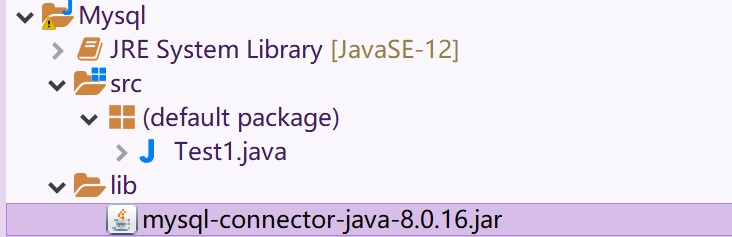 Mysql
JRE System Library [JavaSE-12]
src
(default package)
Test1.java
lib
mysql-connector-java-8.0.16.jar